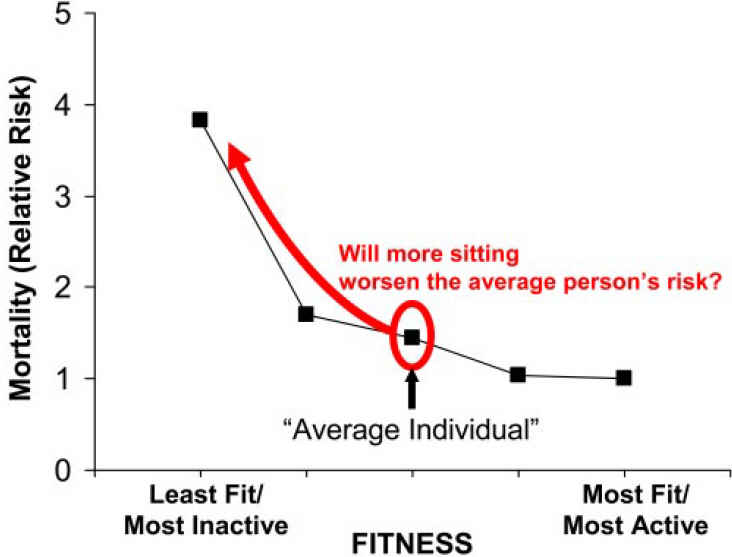 5
4
3
2
1
0
Mortality (Relative Risk)
Will more sitting
worsen the average person's risk?
“Average Individual”
Least Fit/
Most Inactive
Most Fit/
Most Active
FITNESS